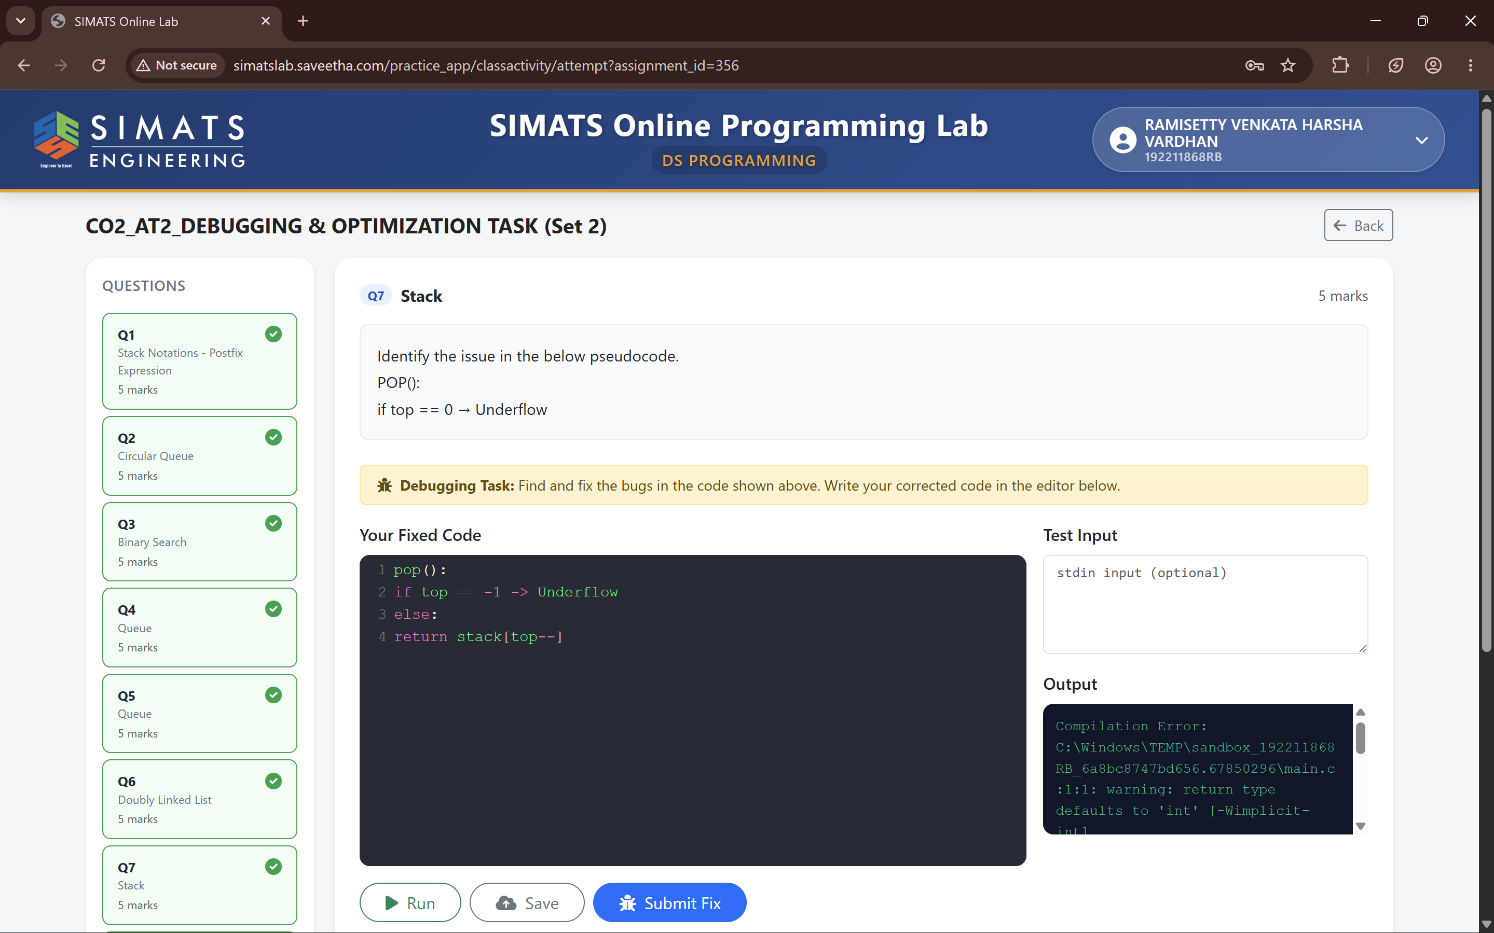 SIMATS Online Lab
Not secure
simatslab.saveetha.com/practice_app/classactivity/attempt?assignment_id=356
SIMATS
ENGINEERING
Engineer to Excel
SIMATS Online Programming Lab
DS PROGRAMMING
RAMISETTY VENKATA HARSHA
VARDHAN
192211868RB
CO2_AT2_DEBUGGING & OPTIMIZATION TASK (Set 2)
Back
QUESTIONS
Q1
Stack Notations - Postfix
Expression
5 marks
Q2
Circular Queue
5 marks
Q3
Binary Search
5 marks
Q4
Queue
5 marks
Q5
Queue
5 marks
Q6
Doubly Linked List
5 marks
Q7
Stack
5 marks
Q7 Stack
5 marks
Identify the issue in the below pseudocode.
POP():
if top == 0 → Underflow
Debugging Task: Find and fix the bugs in the code shown above. Write your corrected code in the editor below.
Your Fixed Code
1 pop():
2 if top == -1 -> Underflow
3 else:
4 return stack[top--]
Run
Save
Submit Fix
Test Input
stdin input (optional)
Output
Compilation Error:
C:\Windows\TEMP\sandbox_192211868
RB_6a8bc8747bd656.67850296\main.c
:1:1: warning: return type
defaults to 'int' [-Wimplicit-
int]